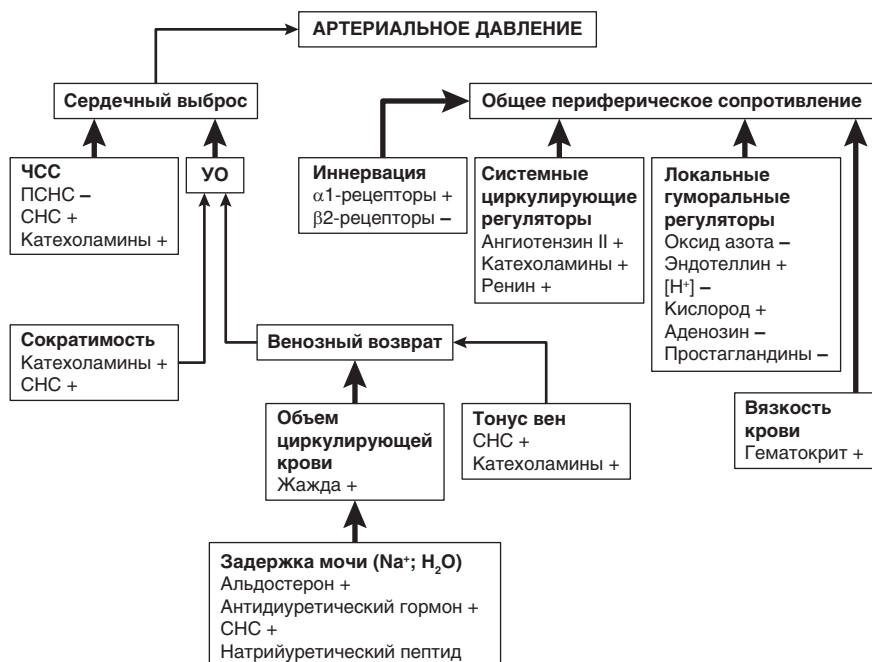 АРТЕРИАЛЬНОЕ ДАВЛЕНИЕ
Сердечный выброс
Общее периферическое сопротивление
ЧСС
ПСНС –
СНС +
Катехоламины +
УО
Иннервация
α1-рецепторы +
β2-рецепторы –
Системные
циркулирующие
регуляторы
Ангиотензин II +
Катехоламины +
Ренин +
Локальные
гуморальные
регуляторы
Оксид азота –
Эндотеллин +
[H⁺] –
Кислород +
Аденозин –
Простагландины –
Сократимость
Катехоламины +
СНС +
Венозный возврат
Объем
циркулирующей
крови
Жажда +
Тонус вен
СНС +
Катехоламины +
Вязкость
крови
Гематокрит +
Задержка мочи (Na⁺; H₂O)
Альдостерон +
Антидиуретический гормон +
СНС +
Натрийуретический пептид